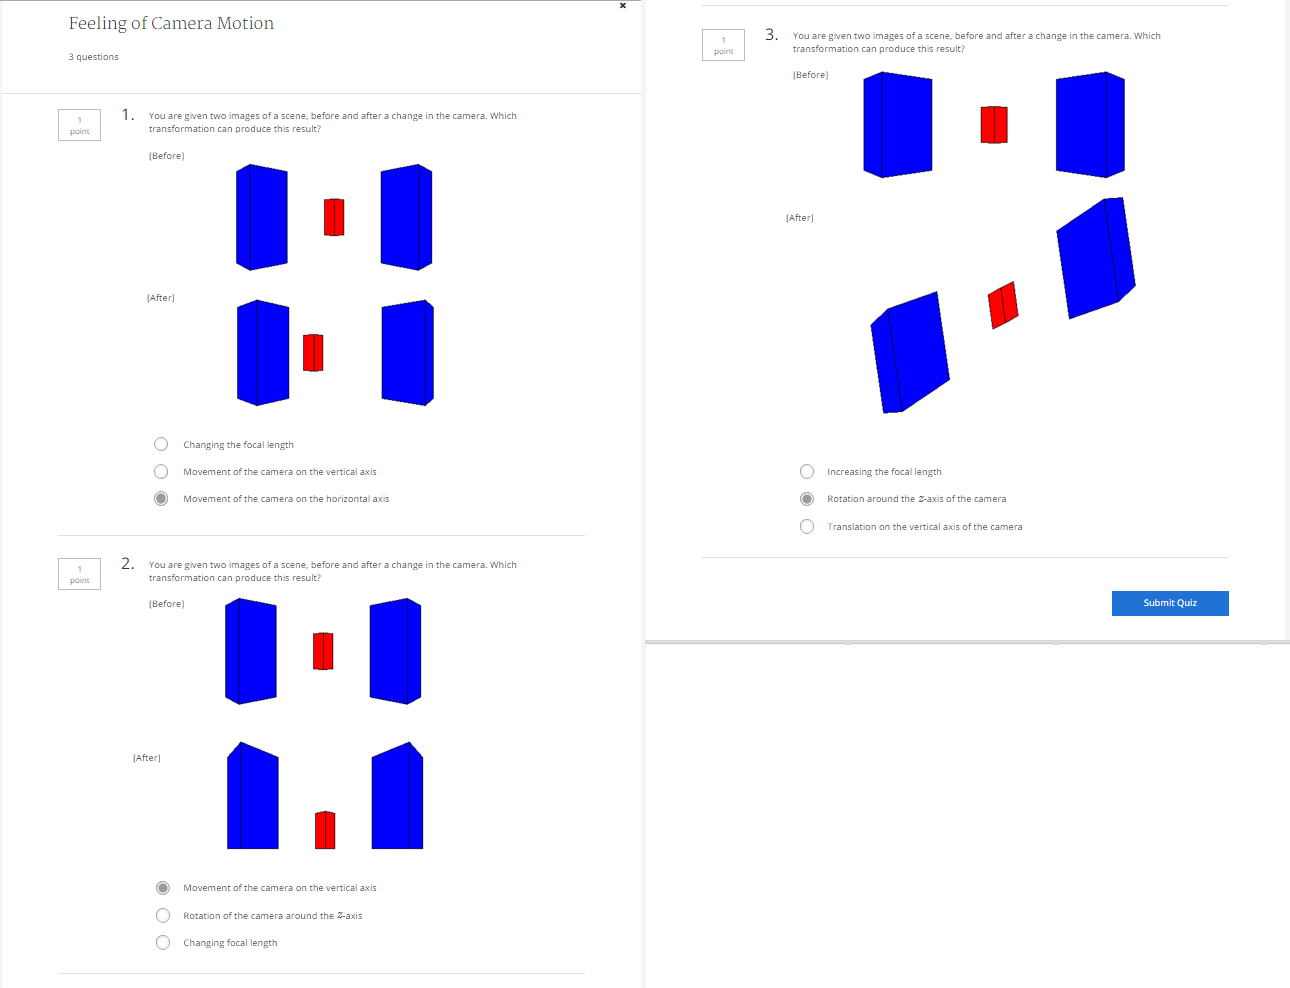 Feeling of Camera Motion
3 questions
1
point
1.
You are given two images of a scene, before and after a change in the camera. Which
transformation can produce this result?
[Before]
[After]
Changing the focal length
Movement of the camera on the vertical axis
Movement of the camera on the horizontal axis
1
point
2.
You are given two images of a scene, before and after a change in the camera. Which
transformation can produce this result?
[Before]
[After]
Movement of the camera on the vertical axis
Rotation of the camera around the Z-axis
Changing focal length
1
point
3.
You are given two images of a scene, before and after a change in the camera. Which
transformation can produce this result?
[Before]
[After]
Increasing the focal length
Rotation around the Z-axis of the camera
Translation on the vertical axis of the camera
Submit Quiz